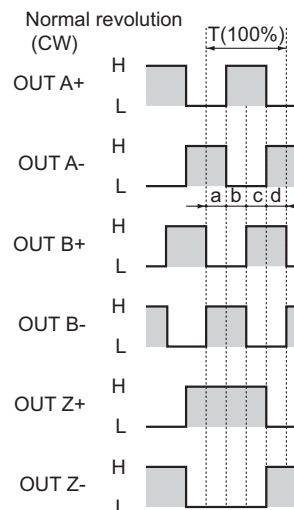 Normal revolution
(CW)
T(100%)
H
OUT A+
L
H
OUT A-
L
a b c d
H
OUT B+
L
H
OUT B-
L
H
OUT Z+
L
H
OUT Z-
L